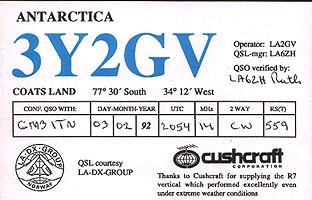 ANTARCTICA
3Y2GV
Operator: LA2GV
QSL-mgr: LA6ZH
QSO verified by:
LA6ZH Ruth
COATS LAND 77° 30´ South 34° 12´ West
CONF. QSO WITH: DAY-MONTH-YEAR UTC MHz 2 WAY RS(T)
GM3ITN 03 02 92 2054 14 CW 559
LA-DX-GROUP
NORWAY
QSL courtesy
LA-DX-GROUP
cushcraft
CORPORATION
Thanks to Cushcraft for supplying the R7
vertical which performed excellently even
under extreme weather conditions